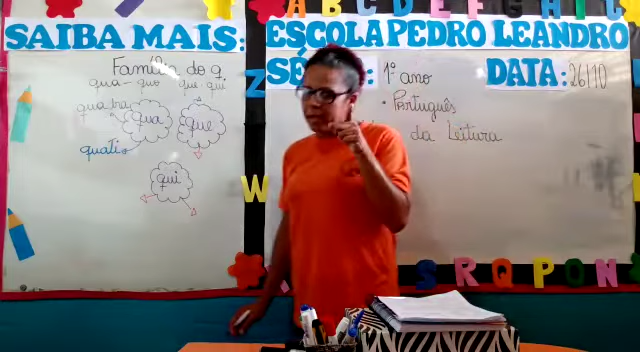 A B C D E F G H I
SAIBA MAIS:
ESCOLA PEDRO LEANDRO
SÉ :
1º ano
DATA:
26/10
Família do q.
qua - quo que qui
Português
da Leitura
qua
que
quati
qui
Z
W
S R Q P O N